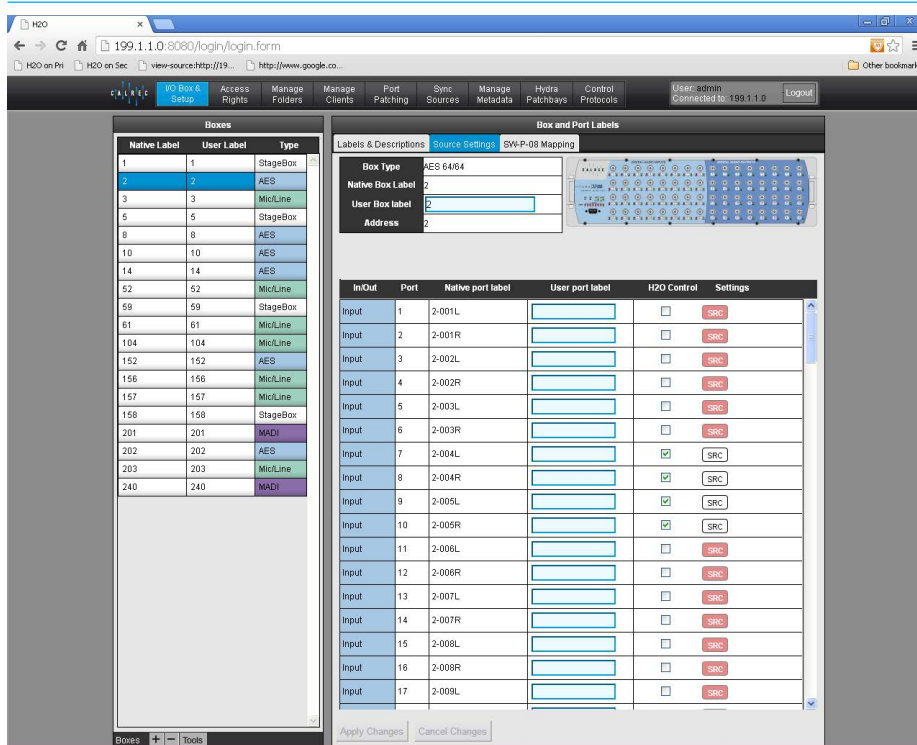 H2O
199.1.1.0:8080/login/login.form
H2O on Pri H2O on Sec view-source:http://19... http://www.google.co... Other bookmark
CALREC
I/O Box & Setup Access Rights Manage Folders Manage Clients Port Patching Sync Sources Manage Metadata Hydra Patchbays Control Protocols
User: admin
Connected to: 199.1.1.0
Logout
Boxes
Native Label User Label Type
1 1 StageBox
2 2 AES
3 3 Mic/Line
5 5 StageBox
8 8 AES
10 10 AES
14 14 AES
52 52 Mic/Line
59 59 StageBox
61 61 Mic/Line
104 104 Mic/Line
152 152 AES
156 156 Mic/Line
157 157 Mic/Line
158 158 StageBox
201 201 MADI
202 202 AES
203 203 Mic/Line
240 240 MADI
Boxes + − Tools
Box and Port Labels
Labels & Descriptions Source Settings SW-P-08 Mapping
Box Type AES 64/64
Native Box Label 2
User Box label 2
Address 2
In/Out Port Native port label User port label H2O Control Settings
Input 1 2-001L SRC
Input 2 2-001R SRC
Input 3 2-002L SRC
Input 4 2-002R SRC
Input 5 2-003L SRC
Input 6 2-003R SRC
Input 7 2-004L SRC
Input 8 2-004R SRC
Input 9 2-005L SRC
Input 10 2-005R SRC
Input 11 2-006L SRC
Input 12 2-006R SRC
Input 13 2-007L SRC
Input 14 2-007R SRC
Input 15 2-008L SRC
Input 16 2-008R SRC
Input 17 2-009L SRC
Apply Changes Cancel Changes